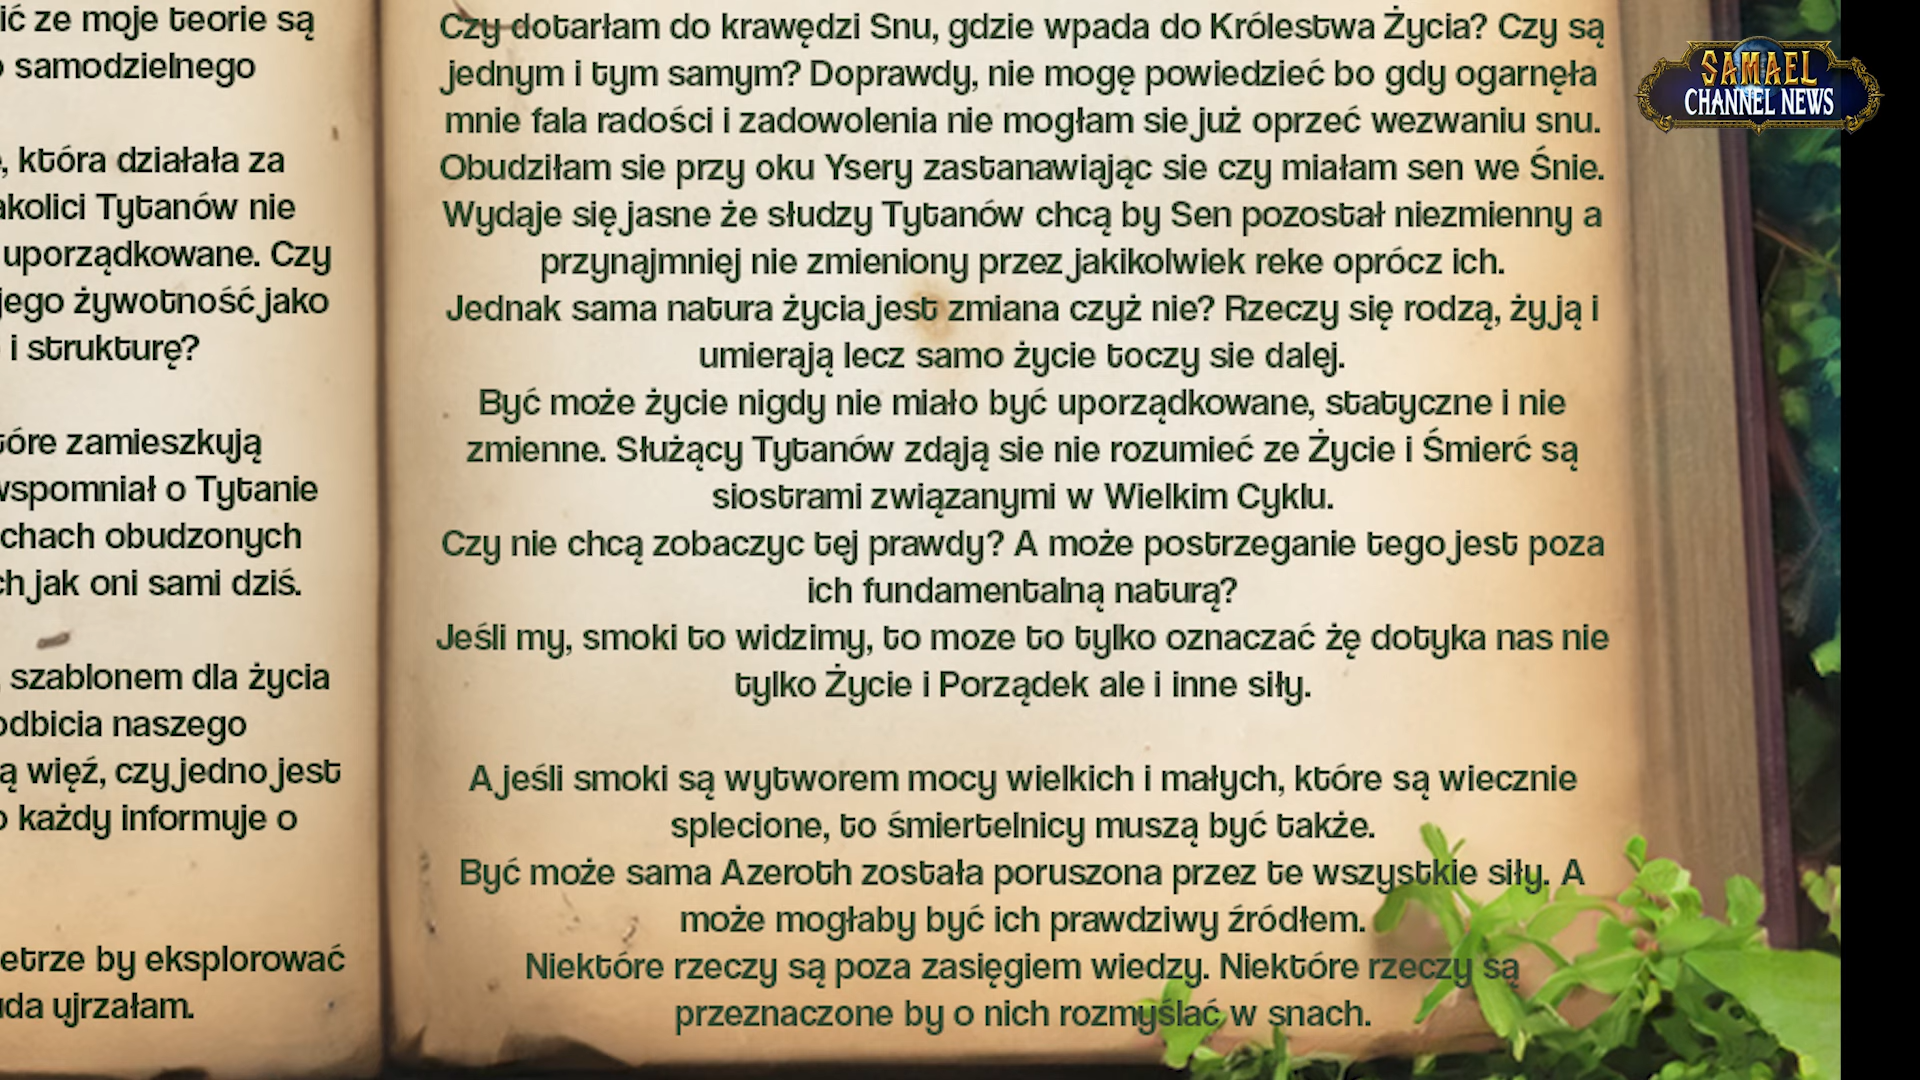 ić ze moje teorie są
samodzielnego
która działała za
akolici Tytanów nie
uporządkowane. Czy
jego żywotność jako
i strukturę?
tóre zamieszkują
wspomniał o Tytanie
chach obudzonych
ch jak oni sami dziś.
szablonem dla życia
odbicia naszego
ą więź, czy jedno jest
każdy informuje o
etrze by eksplorować
da ujrzałam.
Czy dotarłam do krawędzi Snu, gdzie wpada do Królestwa Życia? Czy są
jednym i tym samym? Doprawdy, nie mogę powiedzieć bo gdy ogarnęła
mnie fala radości i zadowolenia nie mogłam sie już oprzeć wezwaniu snu.
Obudziłam sie przy oku Ysery zastanawiając sie czy miałam sen we Śnie.
Wydaje się jasne że słudzy Tytanów chcą by Sen pozostał niezmienny a
przynajmniej nie zmieniony przez jakikolwiek reke oprócz ich.
Jednak sama natura życia jest zmiana czyż nie? Rzeczy się rodzą, żyją i
umierają lecz samo życie toczy sie dalej.
Być może życie nigdy nie miało być uporządkowane, statyczne i nie
zmienne. Służący Tytanów zdają sie nie rozumieć ze Życie i Śmierć są
siostrami związanymi w Wielkim Cyklu.
Czy nie chcą zobaczyc tej prawdy? A może postrzeganie tego jest poza
ich fundamentalną naturą?
Jeśli my, smoki to widzimy, to moze to tylko oznaczać żę dotyka nas nie
tylko Życie i Porządek ale i inne siły.
A jeśli smoki są wytworem mocy wielkich i małych, które są wiecznie
splecione, to śmiertelnicy muszą być także.
Być może sama Azeroth została poruszona przez te wszystkie siły. A
może mogłaby być ich prawdziwy źródłem.
Niektóre rzeczy są poza zasięgiem wiedzy. Niektóre rzeczy są
przeznaczone by o nich rozmyślać w snach.
SAMAEL
CHANNEL NEWS